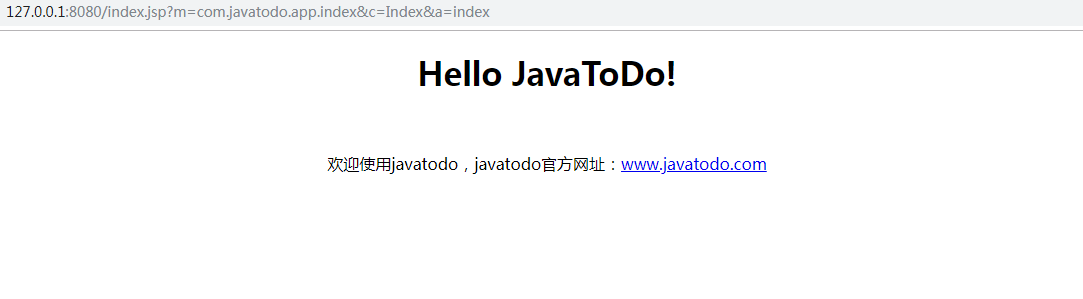 127.0.0.1:8080/index.jsp?m=com.javatodo.app.index&c=Index&a=index
Hello JavaToDo!
欢迎使用javatodo，javatodo官方网址：www.javatodo.com